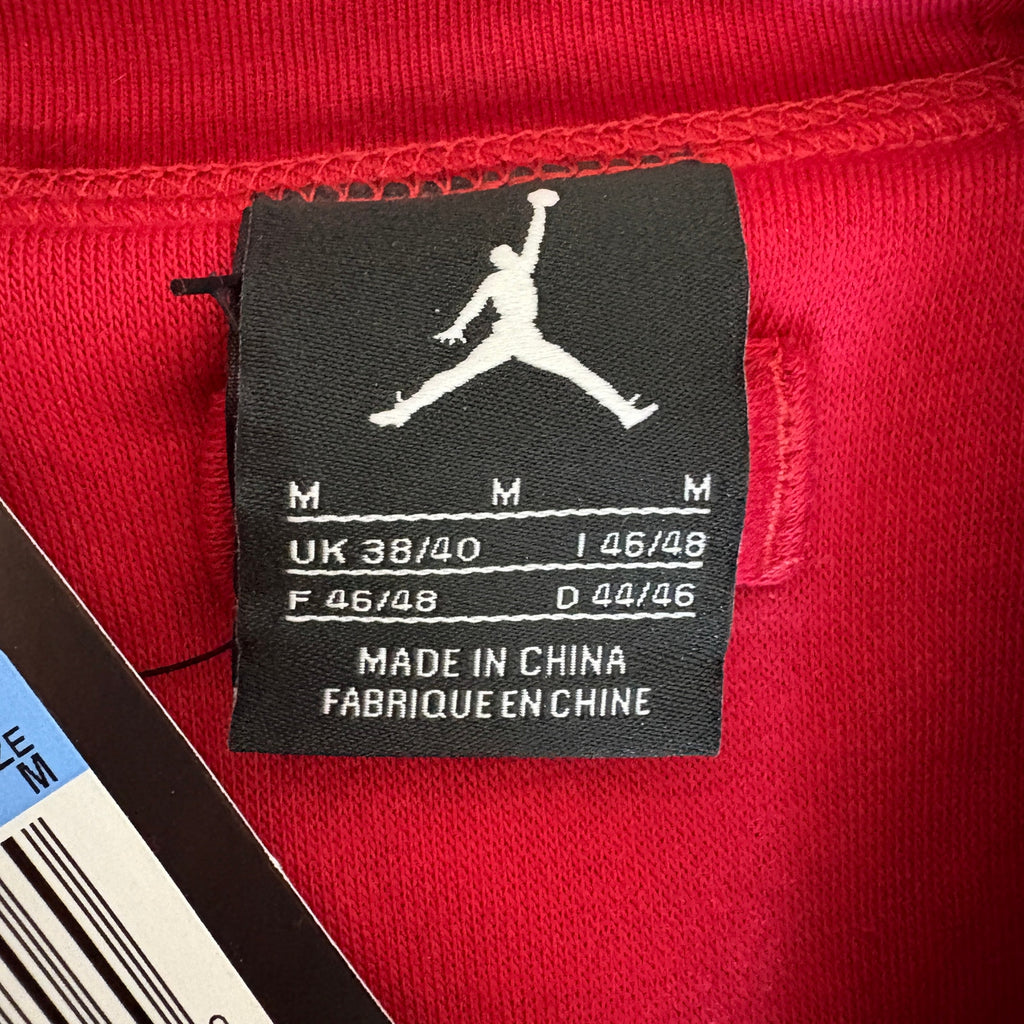 M M M
UK 38/40 I 46/48
F 46/48 D 44/46
MADE IN CHINA
FABRIQUE EN CHINE
M